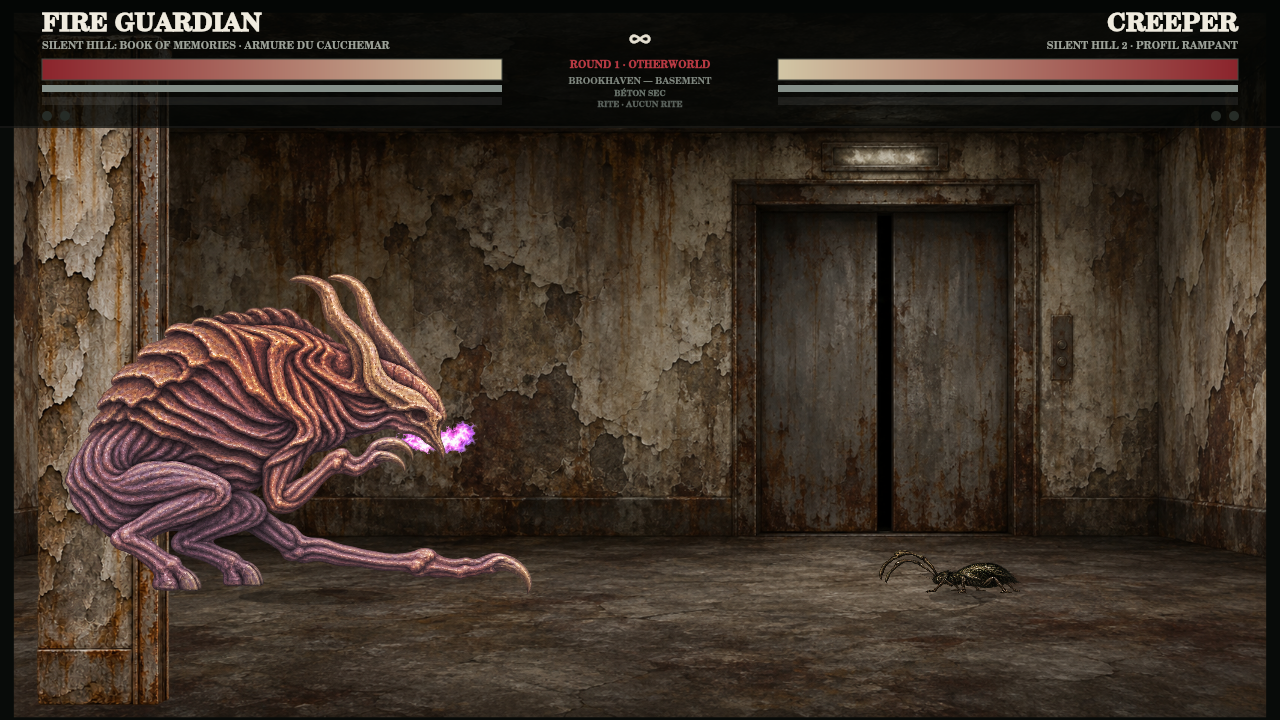 FIRE GUARDIAN
SILENT HILL: BOOK OF MEMORIES · ARMURE DU CAUCHEMAR
∞
ROUND 1 · OTHERWORLD
BROOKHAVEN — BASEMENT
BÉTON SEC
RITE · AUCUN RITE
CREEPER
SILENT HILL 2 · PROFIL RAMPANT